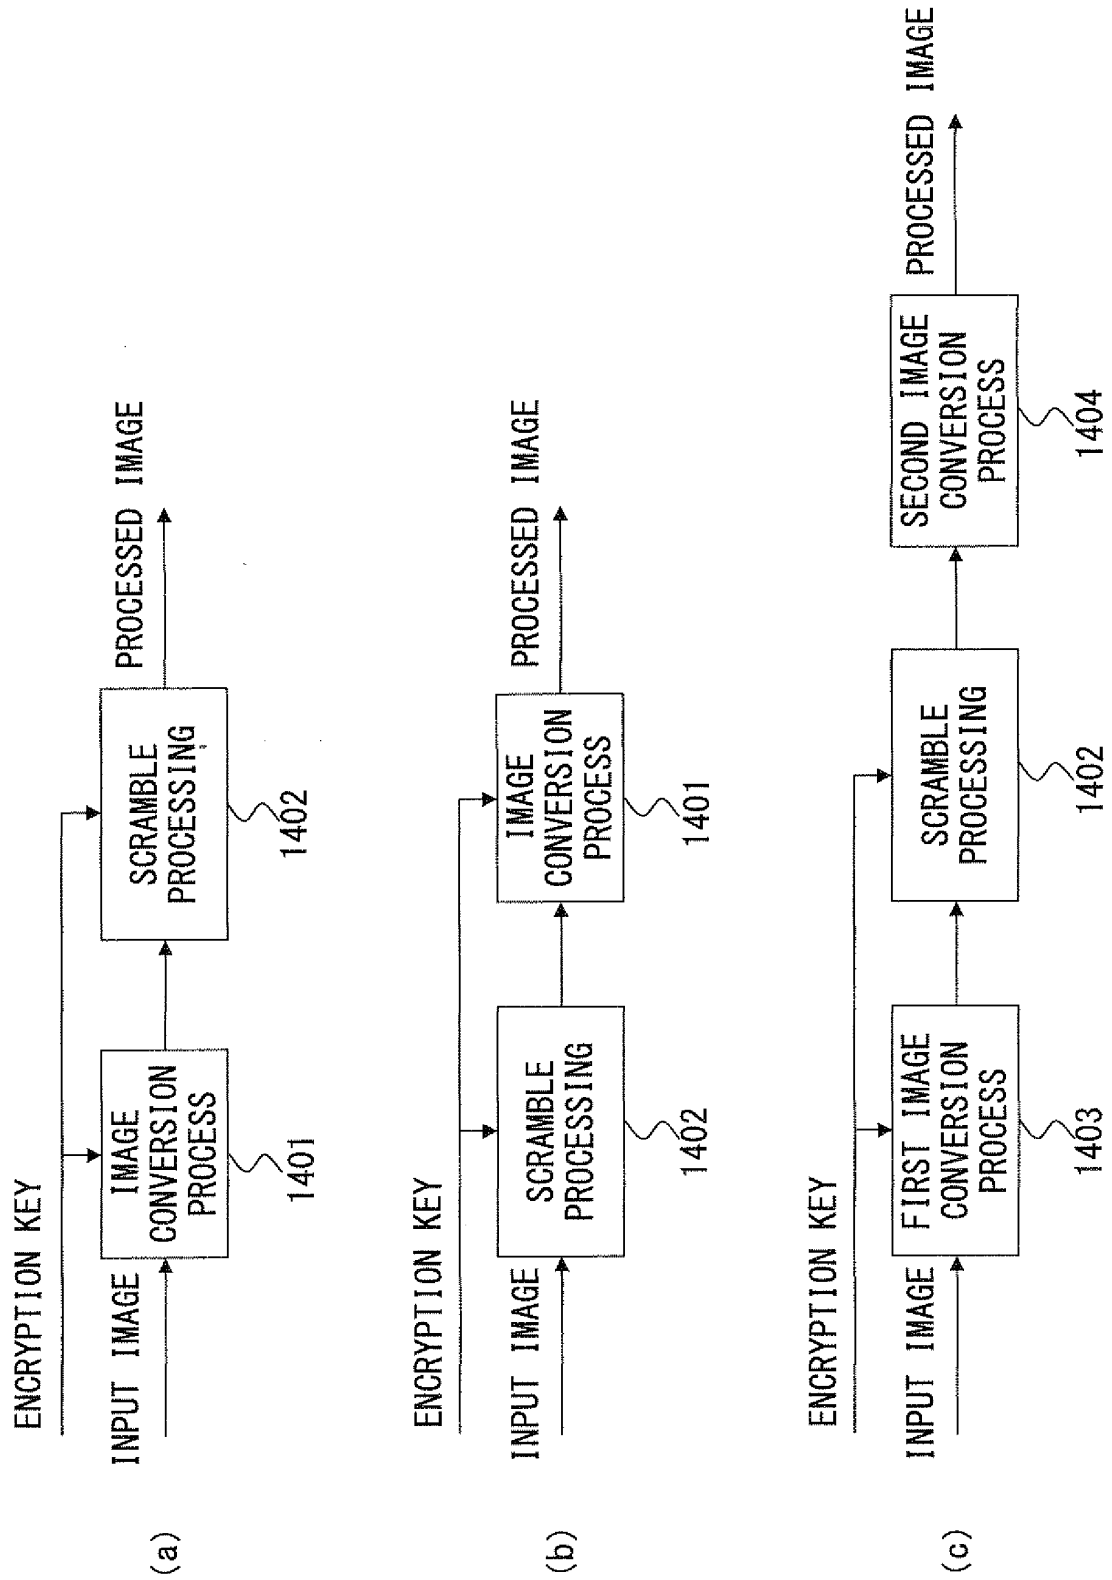 (a)
ENCRYPTION KEY
INPUT IMAGE
IMAGE
CONVERSION
PROCESS
1401
SCRAMBLE
PROCESSING
1402
PROCESSED IMAGE
(b)
ENCRYPTION KEY
INPUT IMAGE
SCRAMBLE
PROCESSING
1402
IMAGE
CONVERSION
PROCESS
1401
PROCESSED IMAGE
(c)
ENCRYPTION KEY
INPUT IMAGE
FIRST IMAGE
CONVERSION
PROCESS
1403
SCRAMBLE
PROCESSING
1402
SECOND IMAGE
CONVERSION
PROCESS
1404
PROCESSED IMAGE